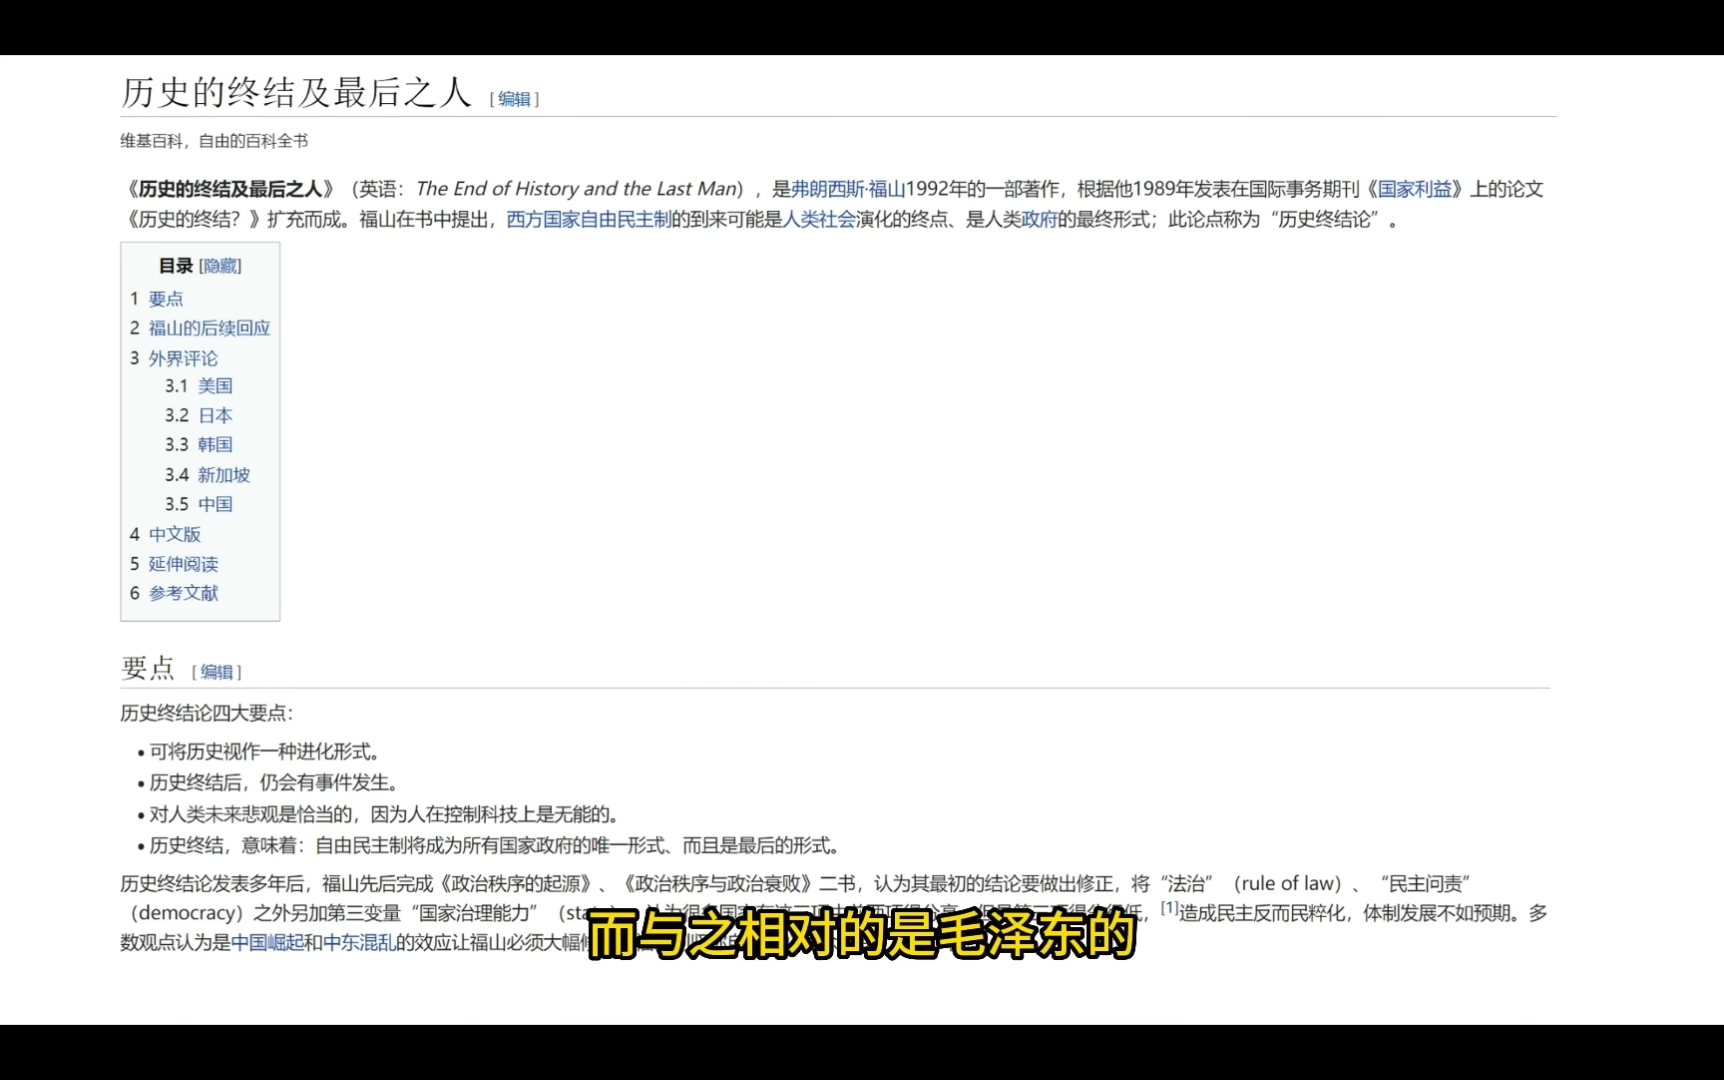 历史的终结及最后之人 [编辑]
维基百科，自由的百科全书
《历史的终结及最后之人》（英语：The End of History and the Last Man），是弗朗西斯·福山1992年的一部著作，根据他1989年发表在国际事务期刊《国家利益》上的论文
《历史的终结？》扩充而成。福山在书中提出，西方国家自由民主制的到来可能是人类社会演化的终点、是人类政府的最终形式；此论点称为“历史终结论”。
目录 [隐藏]
1 要点
2 福山的后续回应
3 外界评论
3.1 美国
3.2 日本
3.3 韩国
3.4 新加坡
3.5 中国
4 中文版
5 延伸阅读
6 参考文献
要点 [编辑]
历史终结论四大要点：
• 可将历史视作一种进化形式。
• 历史终结后，仍会有事件发生。
• 对人类未来悲观是恰当的，因为人在控制科技上是无能的。
• 历史终结，意味着：自由民主制将成为所有国家政府的唯一形式、而且是最后的形式。
历史终结论发表多年后，福山先后完成《政治秩序的起源》、《政治秩序与政治衰败》二书，认为其最初的结论要做出修正，将“法治”（rule of law）、“民主问责”
（democracy）之外另加第三变量“国家治理能力”（ 低，[1]造成民主反而民粹化，体制发展不如预期。多
数观点认为是中国崛起和中东混乱的效应让福山必须大幅
而与之相对的是毛泽东的